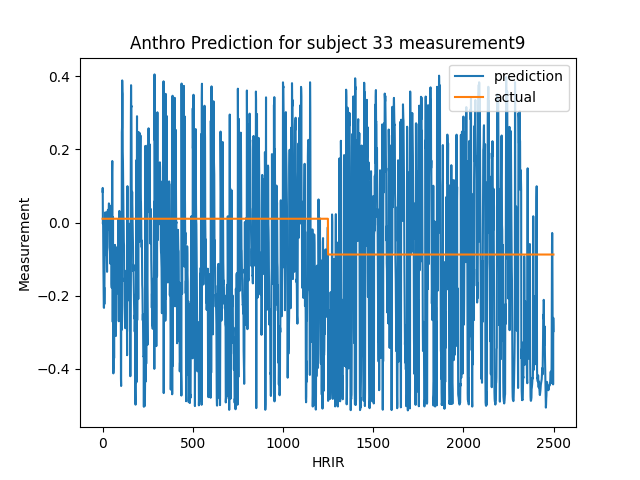 Anthro Prediction for subject 33 measurement9
prediction
actual
0.4
0.2
0.0
−0.2
−0.4
Measurement
0
500
1000
1500
2000
2500
HRIR